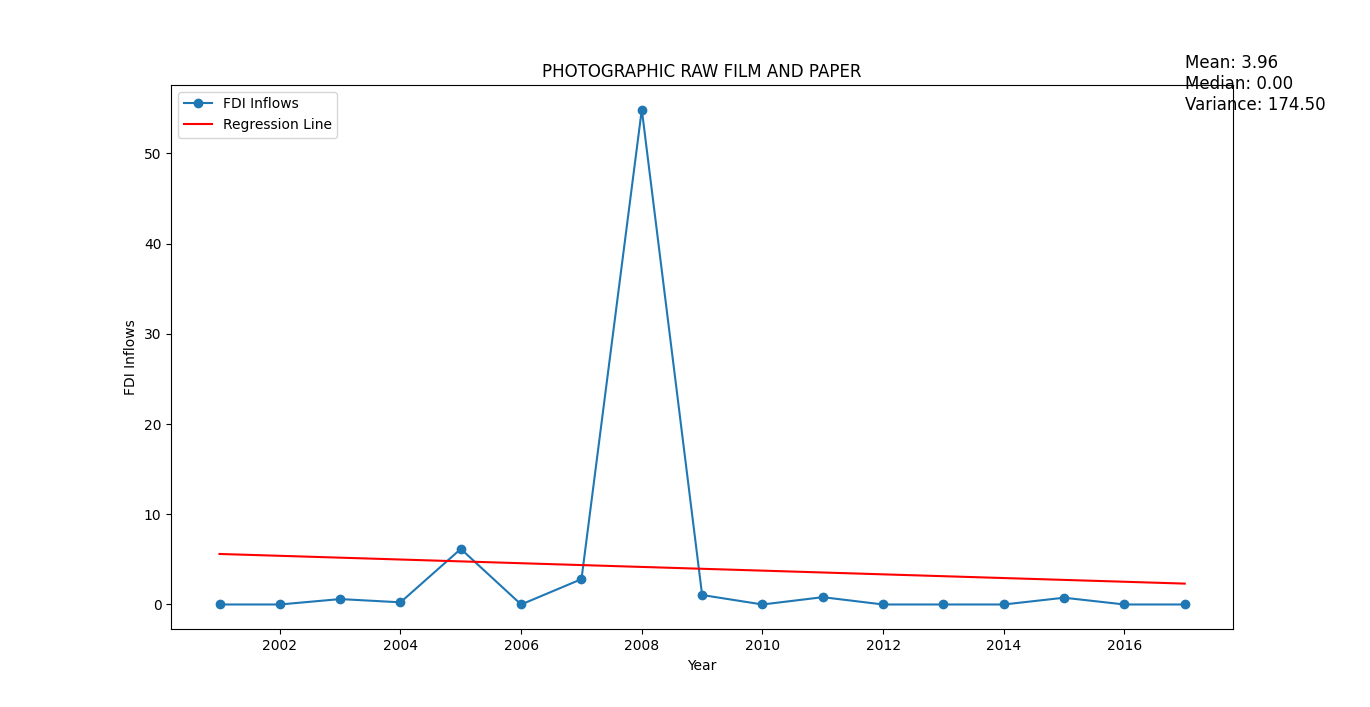 PHOTOGRAPHIC RAW FILM AND PAPER
Mean: 3.96
Median: 0.00
Variance: 174.50
FDI Inflows
Regression Line
50
40
30
20
10
0
FDI Inflows
2002
2004
2006
2008
2010
2012
2014
2016
Year